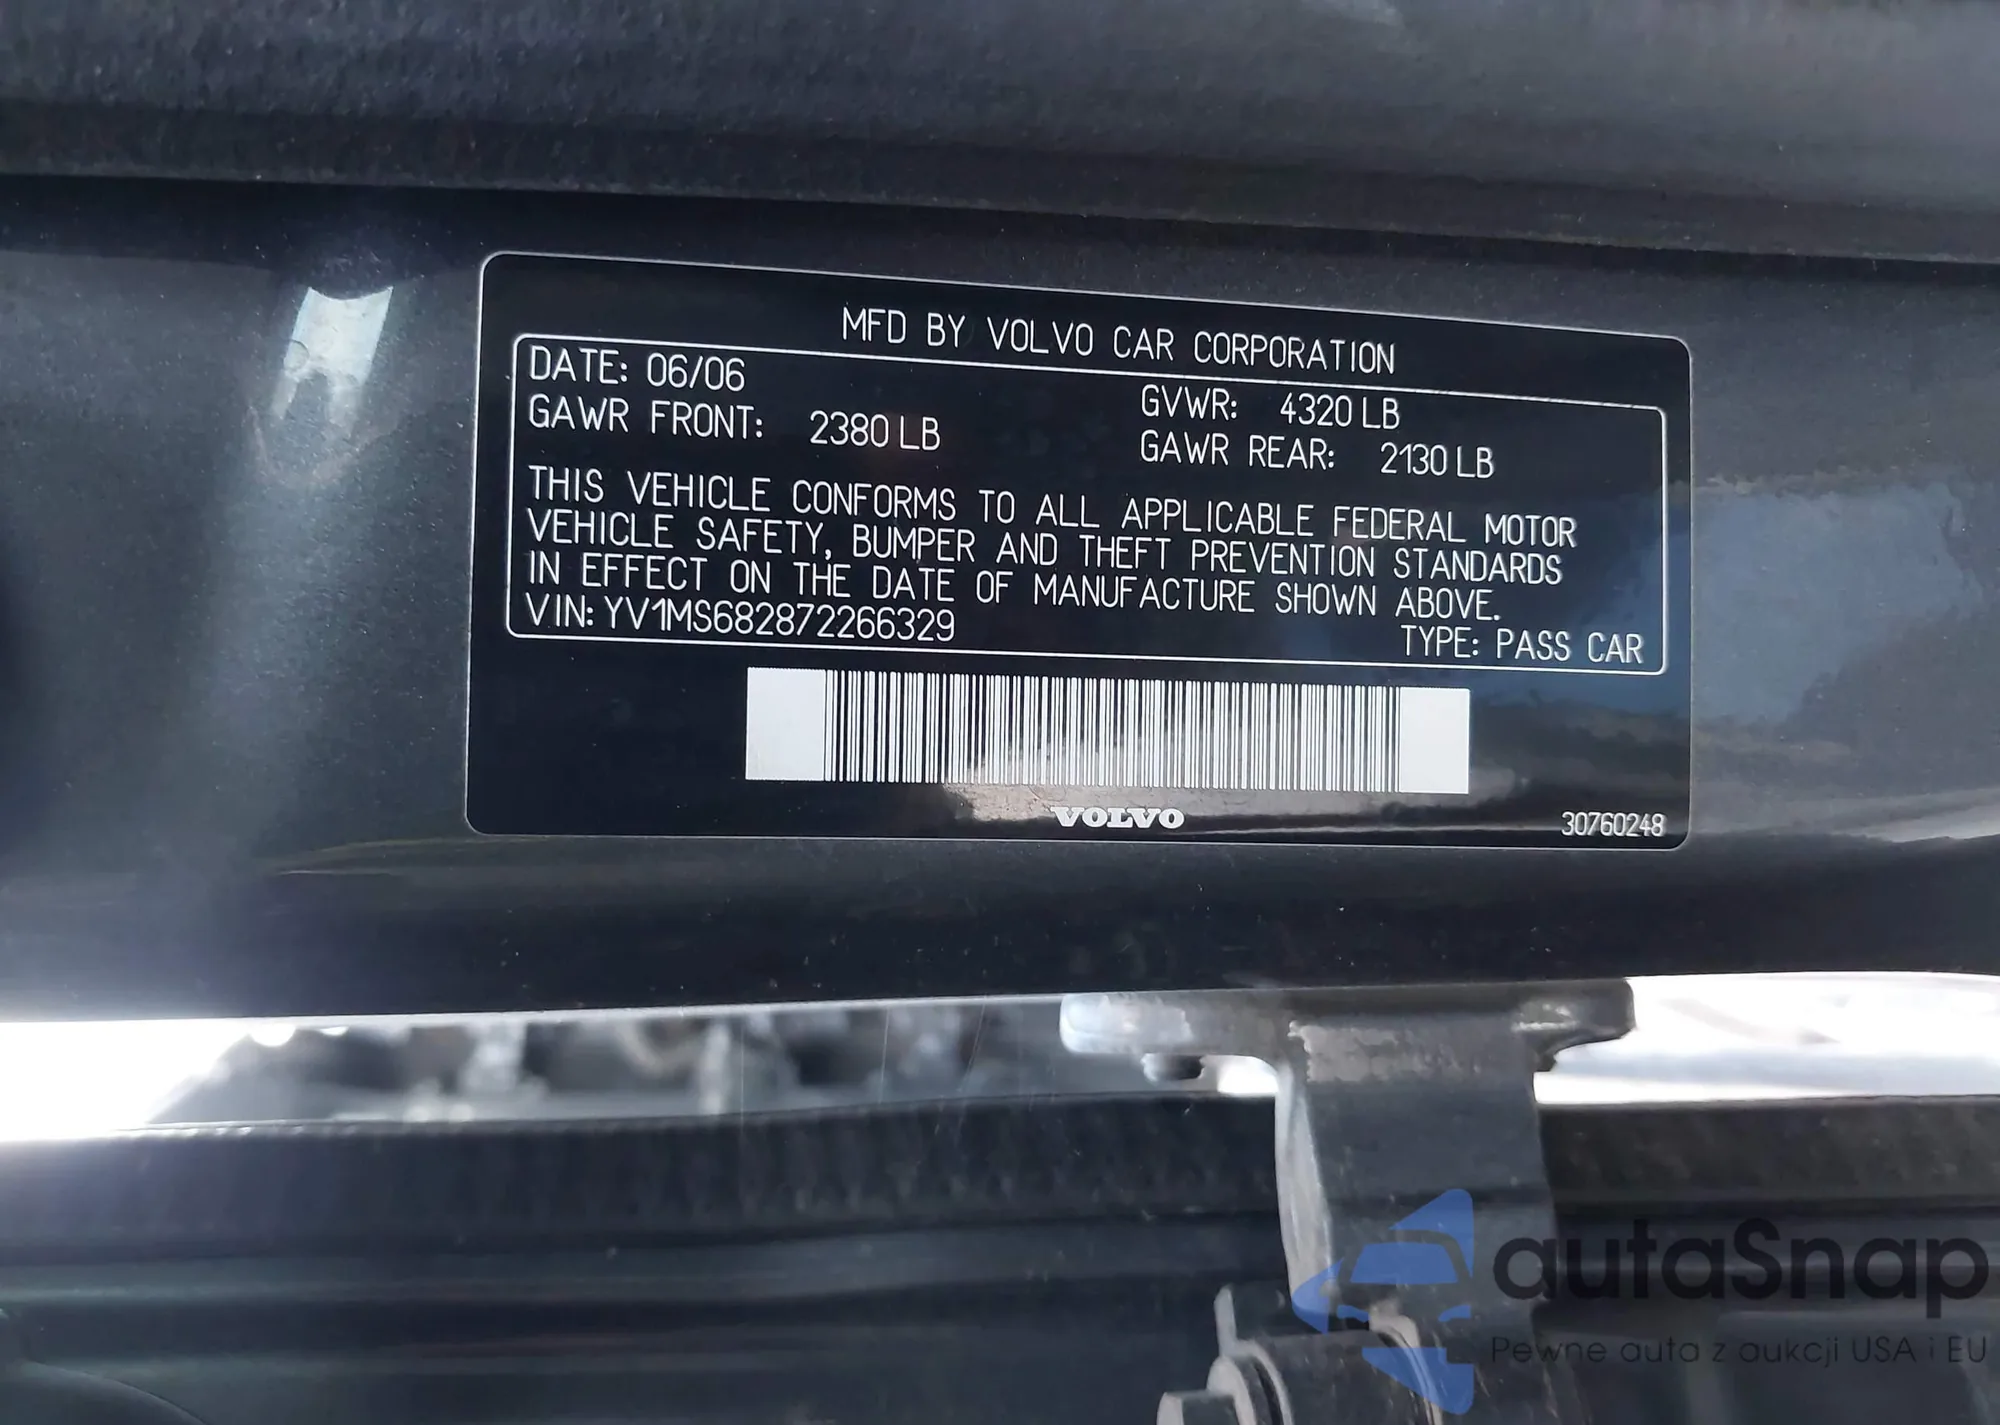 MFD BY VOLVO CAR CORPORATION
DATE: 06/06
GVWR: 4320 LB
GAWR FRONT: 2380 LB
GAWR REAR: 2130 LB
THIS VEHICLE CONFORMS TO ALL APPLICABLE FEDERAL MOTOR
VEHICLE SAFETY, BUMPER AND THEFT PREVENTION STANDARDS
IN EFFECT ON THE DATE OF MANUFACTURE SHOWN ABOVE.
VIN: YV1MS682872266329
TYPE: PASS CAR
VOLVO
30760248
autaSnap
Pewne auta z aukcji USA i EU